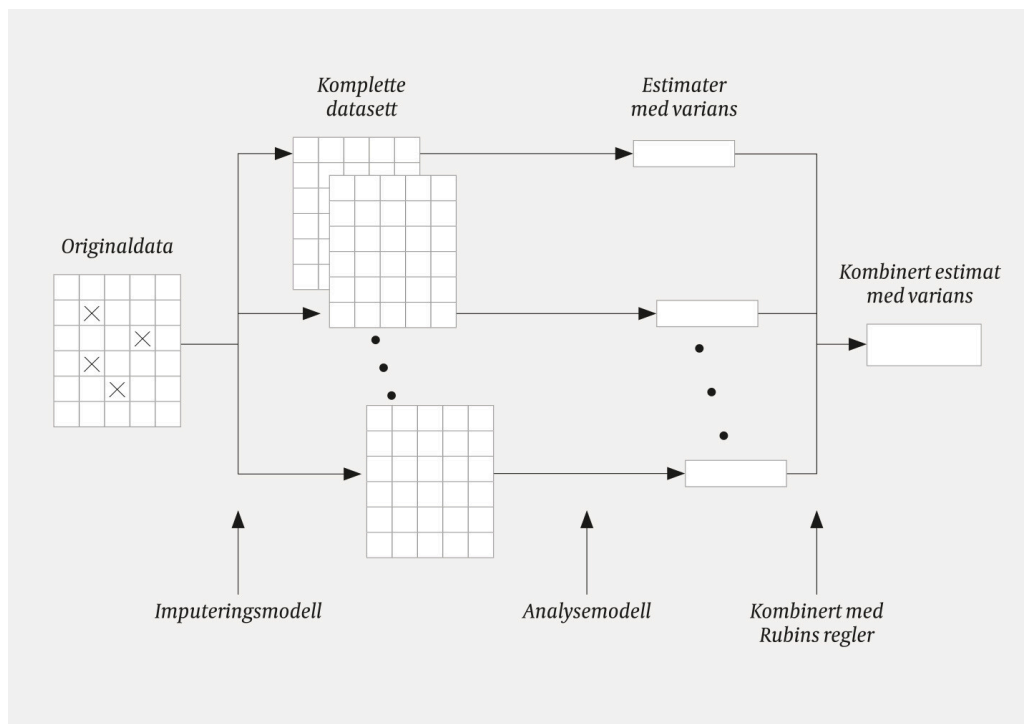 Komplette
datasett
Estimater
med varians
Originaldata
Kombinert estimat
med varians
Imputeringsmodell
Analysemodell
Kombinert med
Rubins regler